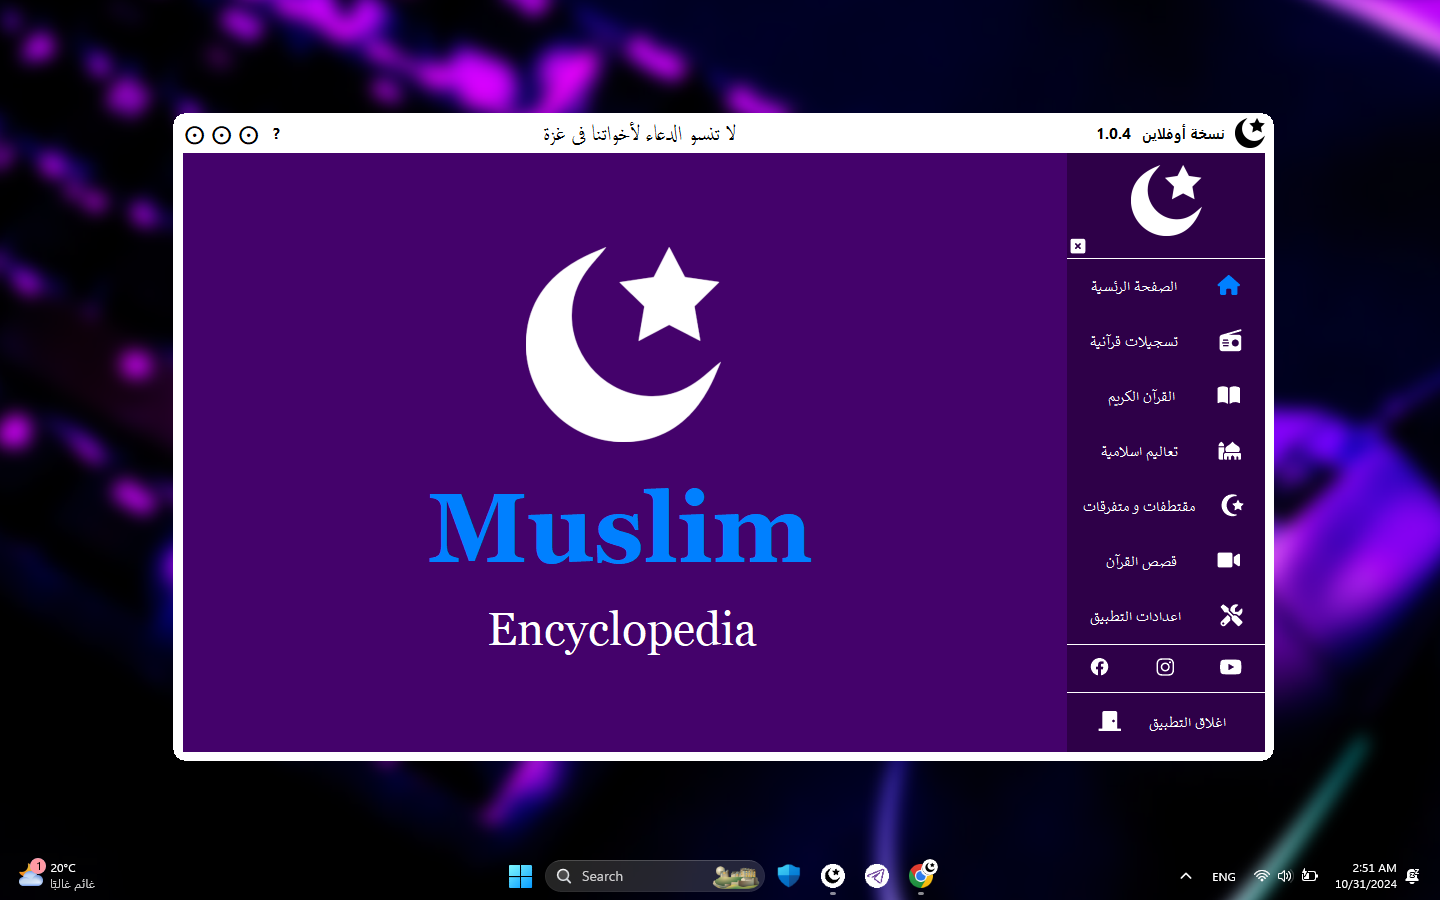 نسخة أوفلاين 1.0.4
لا تنسو الدعاء لأخواتنا في غزة
?
Muslim
Encyclopedia
الصفحة الرئسية
تسجيلات قرآنية
القرآن الكريم
تعاليم اسلامية
مقتطفات و متفرقات
قصص القرآن
اعدادات التطبيق
اغلاق التطبيق
1
20°C
غائم غالبًا
Search
ENG
2:51 AM
10/31/2024